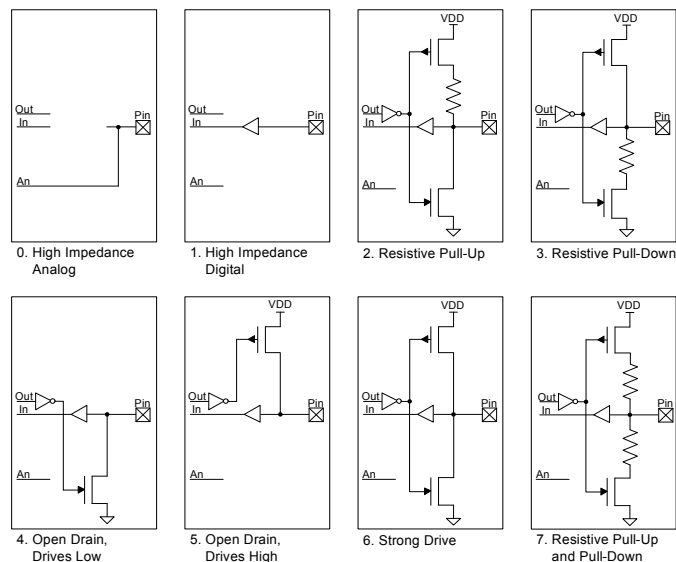 VDD
VDD
Out
In
Pin
An
Out
In
Pin
An
Out
In
Pin
An
Out
In
Pin
An
0. High Impedance
Analog
1. High Impedance
Digital
2. Resistive Pull-Up
3. Resistive Pull-Down
VDD
VDD
VDD
Out
In
Pin
An
Out
In
Pin
An
Out
In
Pin
An
Out
In
Pin
An
4. Open Drain,
Drives Low
5. Open Drain,
Drives High
6. Strong Drive
7. Resistive Pull-Up
and Pull-Down